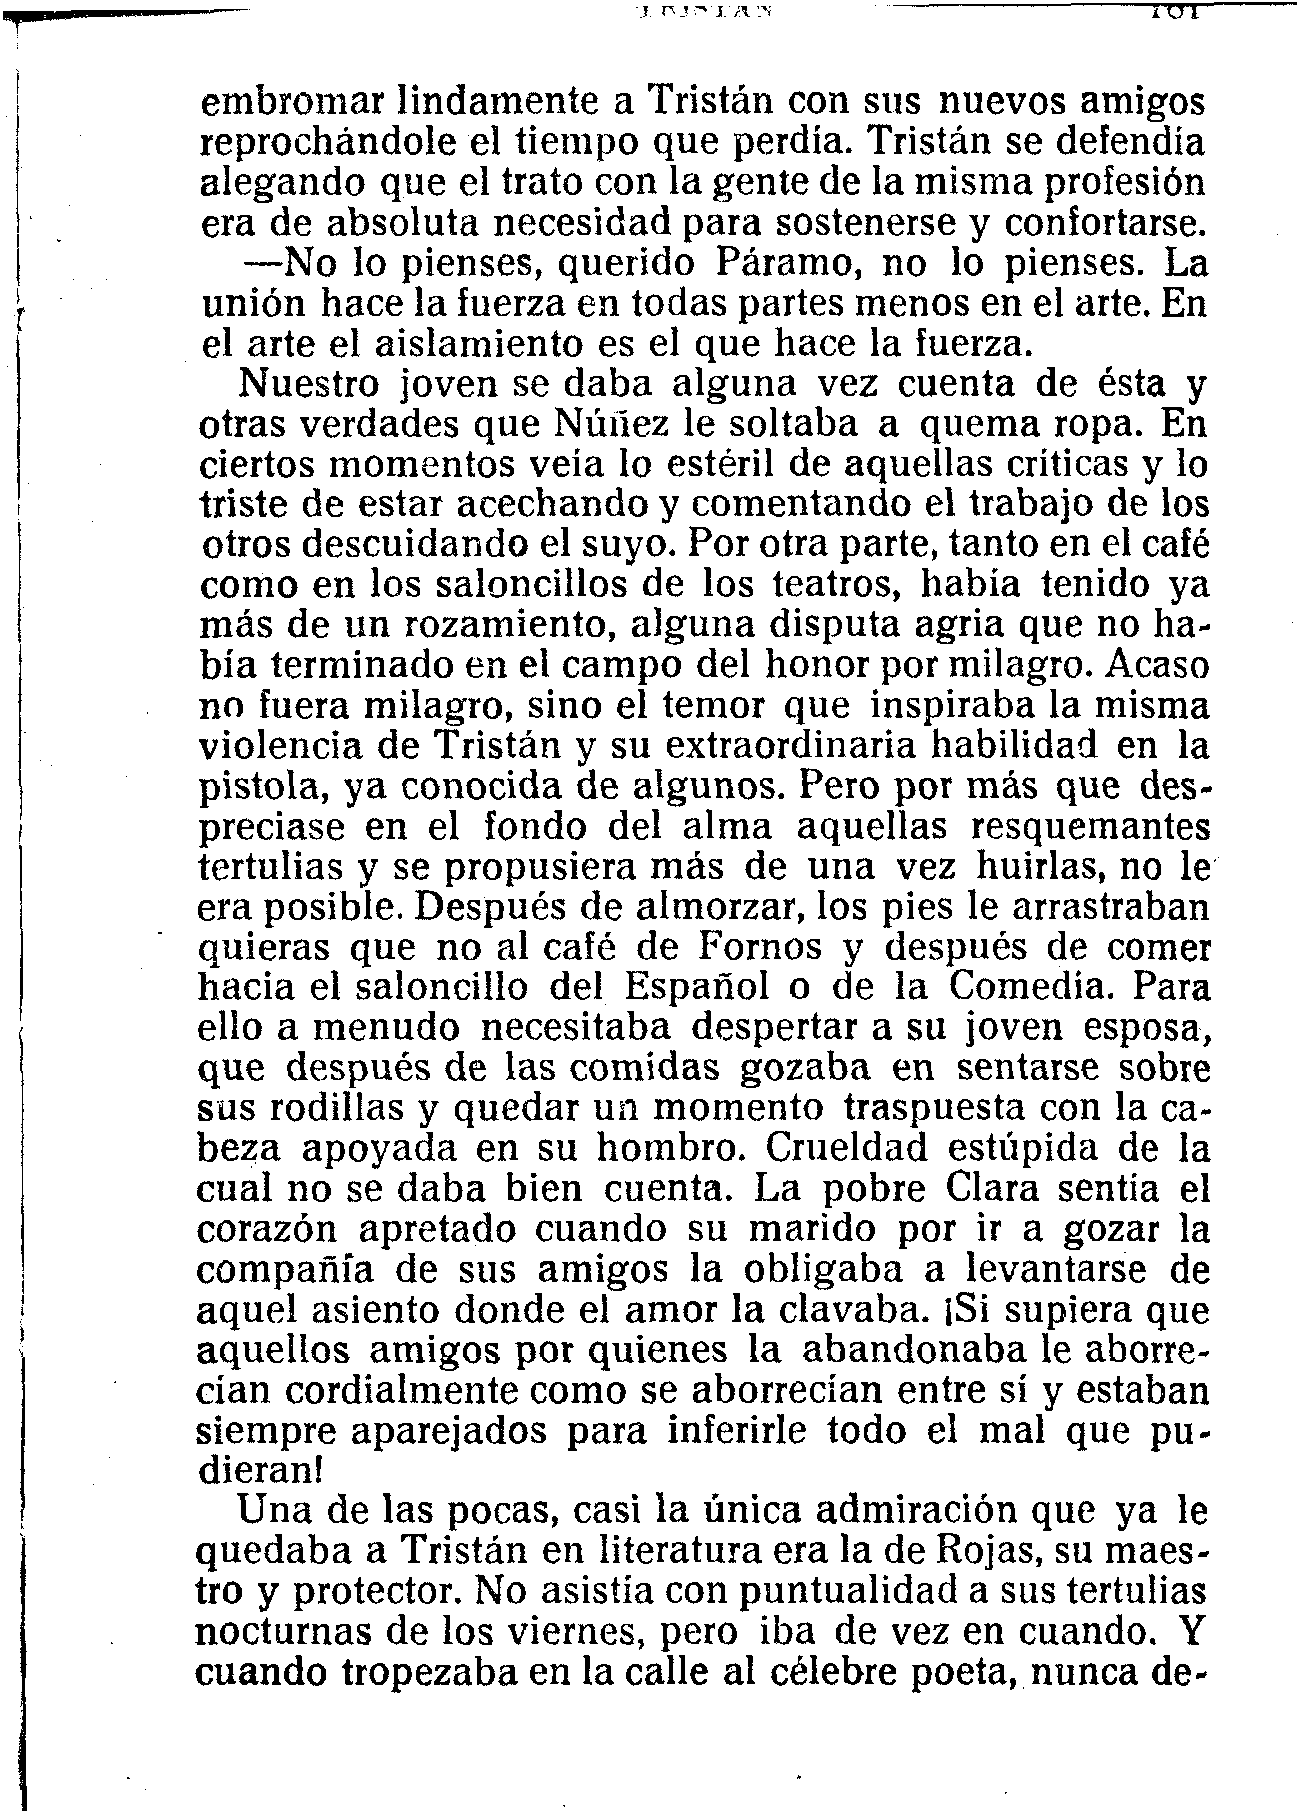 embromar lindamente a Tristán con sus nuevos amigos
reprochándole el tiempo que perdía. Tristán se defendía
alegando que el trato con la gente de la misma profesión
era de absoluta necesidad para sostenerse y confortarse.
—No lo pienses, querido Páramo, no lo pienses. La
unión hace la fuerza en todas partes menos en el arte. En
el arte el aislamiento es el que hace la fuerza.
Nuestro joven se daba alguna vez cuenta de ésta y
otras verdades que Núñez le soltaba a quema ropa. En
ciertos momentos veía lo estéril de aquellas críticas y lo
triste de estar acechando y comentando el trabajo de los
otros descuidando el suyo. Por otra parte, tanto en el café
como en los saloncillos de los teatros, había tenido ya
más de un rozamiento, alguna disputa agria que no ha-
bía terminado en el campo del honor por milagro. Acaso
no fuera milagro, sino el temor que inspiraba la misma
violencia de Tristán y su extraordinaria habilidad en la
pistola, ya conocida de algunos. Pero por más que des-
preciase en el fondo del alma aquellas resquemantes
tertulias y se propusiera más de una vez huirlas, no le
era posible. Después de almorzar, los pies le arrastraban
quieras que no al café de Fornos y después de comer
hacia el saloncillo del Español o de la Comedia. Para
ello a menudo necesitaba despertar a su joven esposa,
que después de las comidas gozaba en sentarse sobre
sus rodillas y quedar un momento traspuesta con la ca-
beza apoyada en su hombro. Crueldad estúpida de la
cual no se daba bien cuenta. La pobre Clara sentía el
corazón apretado cuando su marido por ir a gozar la
compañía de sus amigos la obligaba a levantarse de
aquel asiento donde el amor la clavaba. ¡Si supiera que
aquellos amigos por quienes la abandonaba le aborre-
cían cordialmente como se aborrecían entre sí y estaban
siempre aparejados para inferirle todo el mal que pu-
dieran!
Una de las pocas, casi la única admiración que ya le
quedaba a Tristán en literatura era la de Rojas, su maes-
tro y protector. No asistía con puntualidad a sus tertulias
nocturnas de los viernes, pero iba de vez en cuando. Y
cuando tropezaba en la calle al célebre poeta, nunca de-